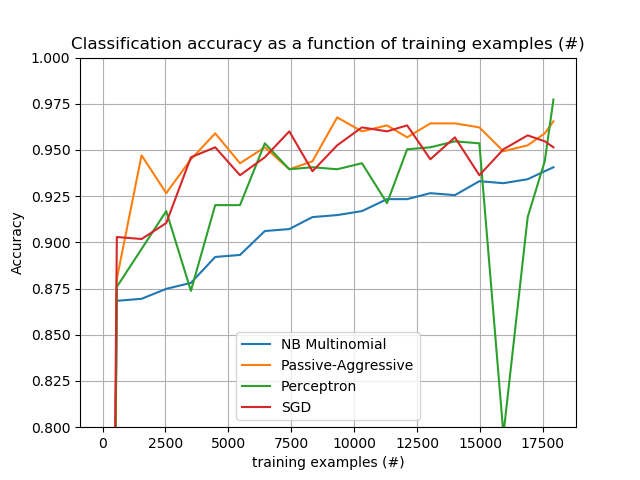 Classification accuracy as a function of training examples (#)
1.000
0.975
0.950
0.925
0.900
0.875
0.850
0.825
0.800
Accuracy
NB Multinomial
Passive-Aggressive
Perceptron
SGD
0 2500 5000 7500 10000 12500 15000 17500
training examples (#)